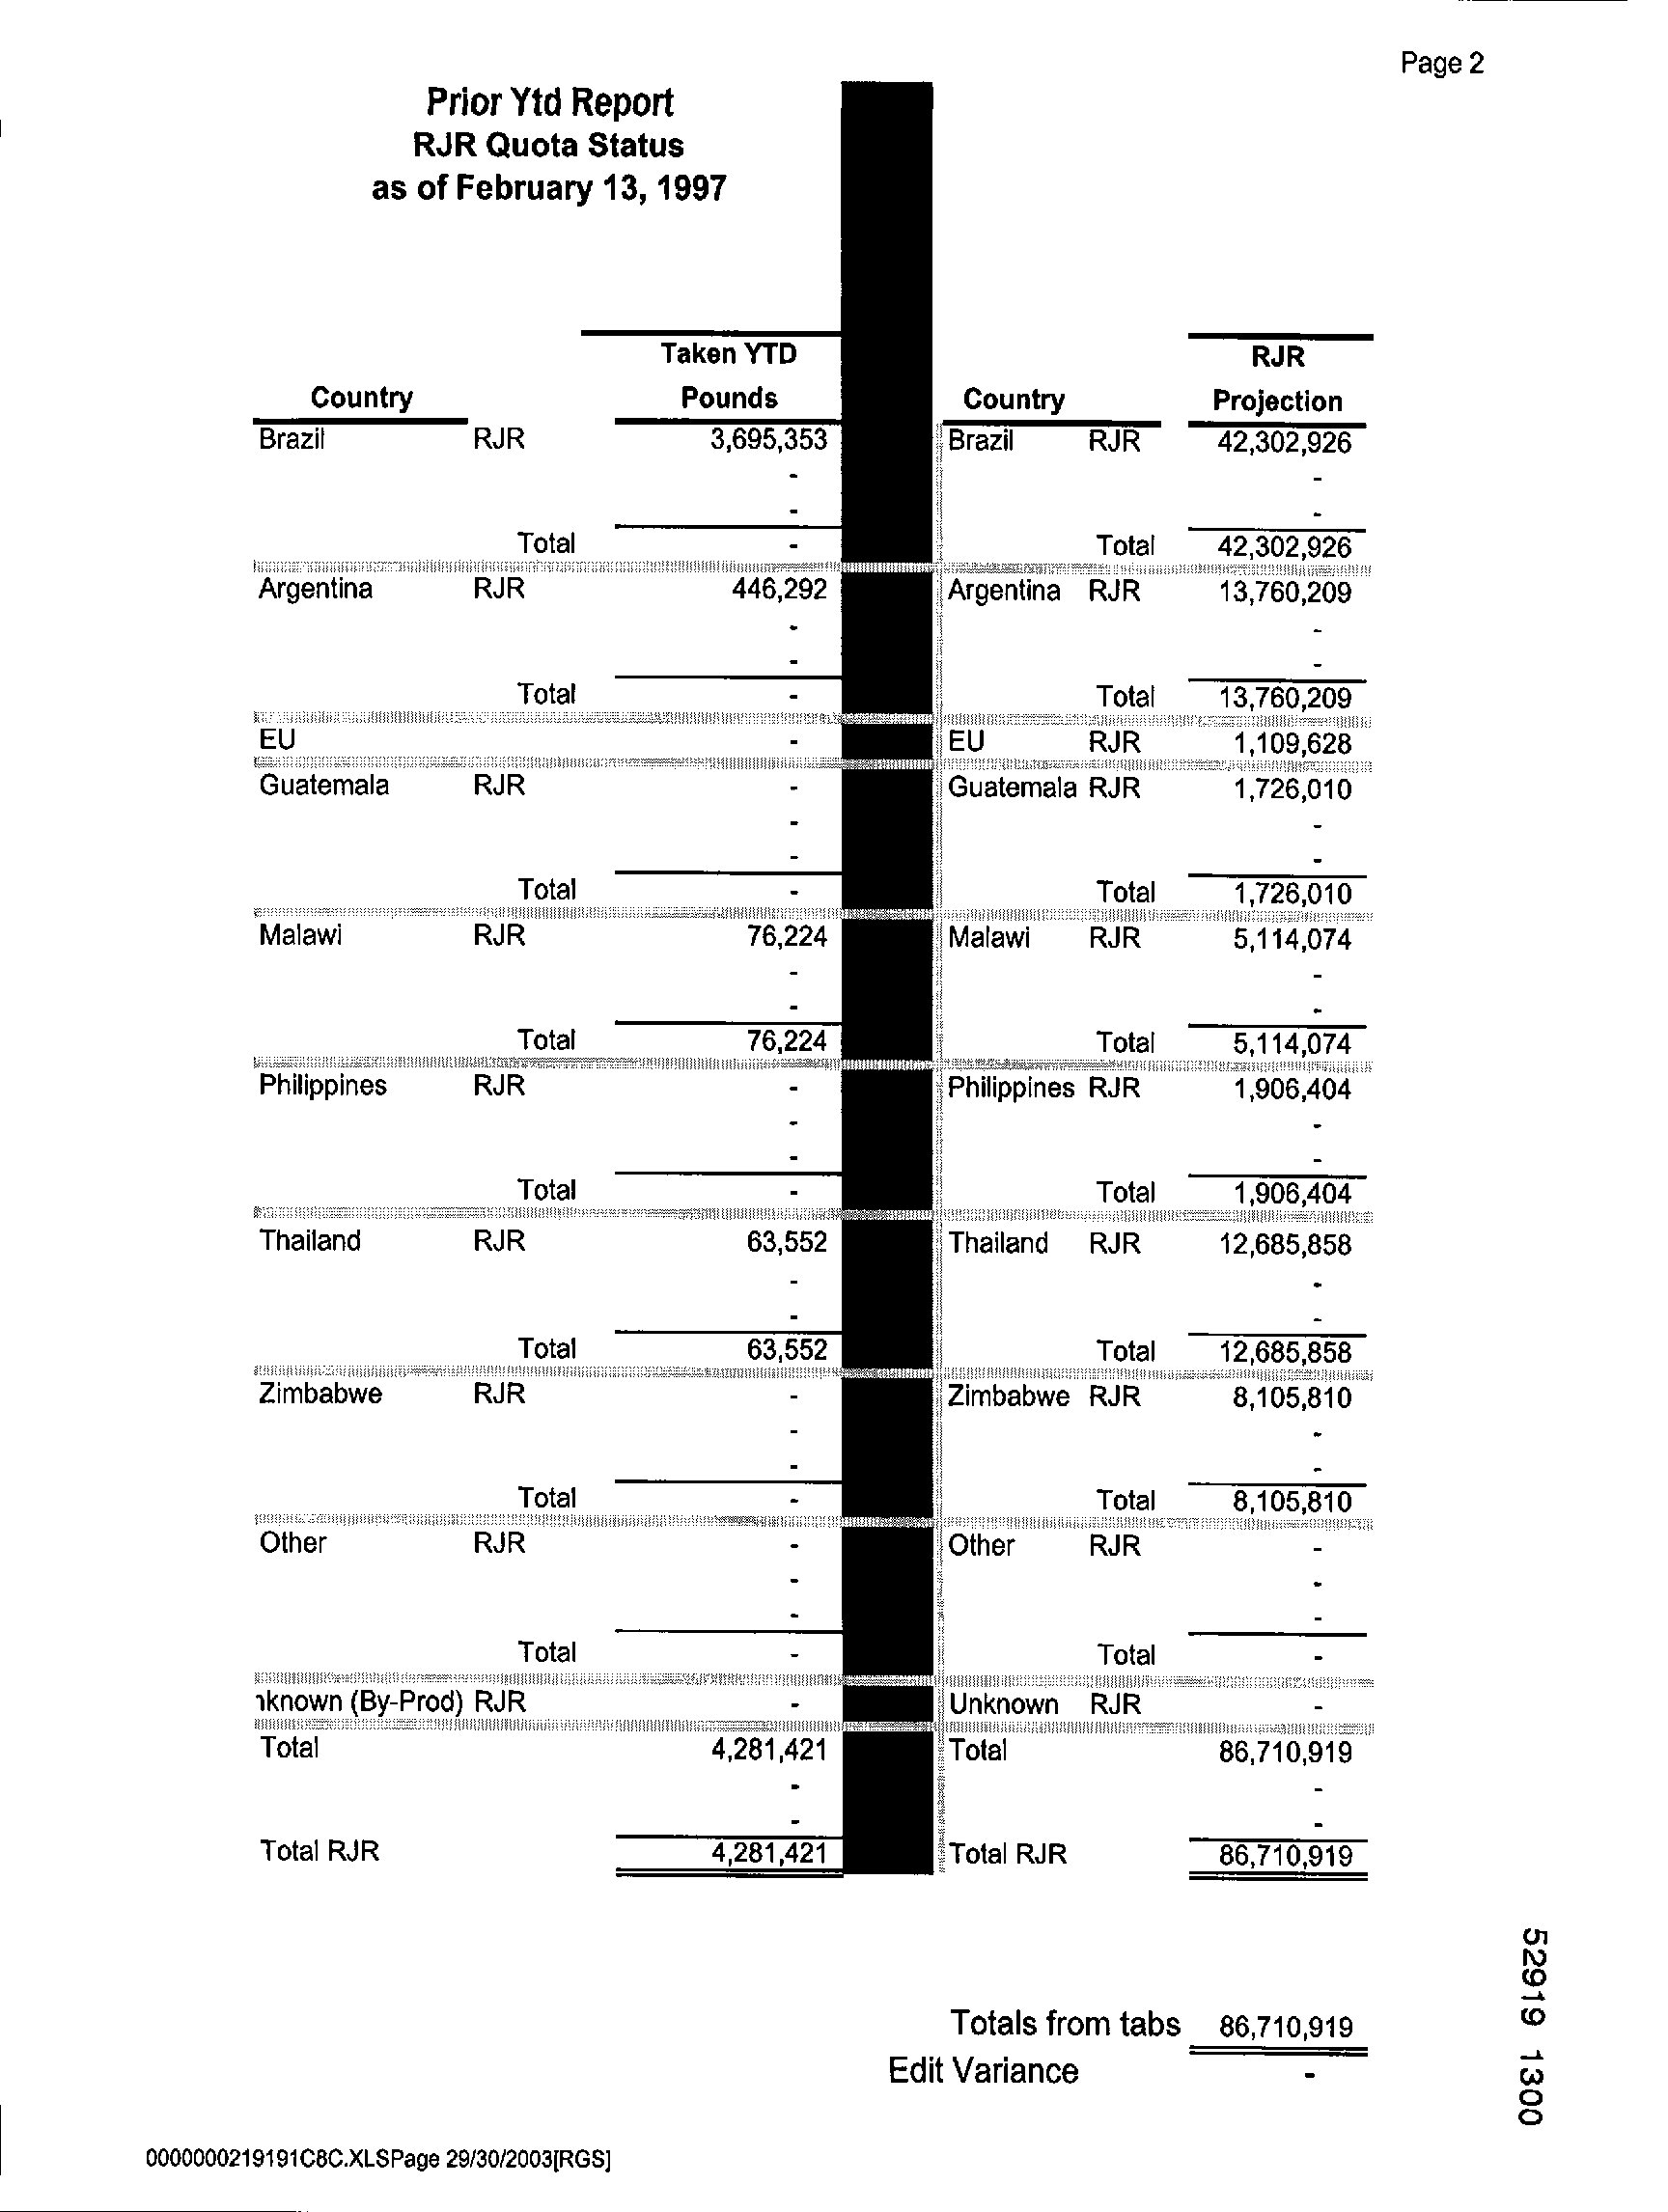 Page 2
Prior Ytd Report
RJR Quota Status
as of February 13, 1997
Taken YTD RJR
Country Pounds Country Projection
Brazil RJR 3,695,353 Brazil RJR 42,302,926
- -
- -
Total - Total 42,302,926
Argentina RJR 446,292 Argentina RJR 13,760,209
- -
- -
Total - Total 13,760,209
EU - EU RJR 1,109,628
Guatemala RJR - Guatemala RJR 1,726,010
- -
- -
Total - Total 1,726,010
Malawi RJR 76,224 Malawi RJR 5,114,074
- -
- -
Total 76,224 Total 5,114,074
Philippines RJR - Philippines RJR 1,906,404
- -
- -
Total - Total 1,906,404
Thailand RJR 63,552 Thailand RJR 12,685,858
- -
- -
Total 63,552 Total 12,685,858
Zimbabwe RJR - Zimbabwe RJR 8,105,810
- -
- -
Total - Total 8,105,810
Other RJR - Other RJR -
- -
- -
Total - Total -
nknown (By-Prod) RJR - Unknown RJR -
Total 4,281,421 Total 86,710,919
- -
- -
Total RJR 4,281,421 Total RJR 86,710,919
Totals from tabs 86,710,919
Edit Variance -
52919 1300
0000000219191C8C.XLSPage 29/30/2003[RGS]